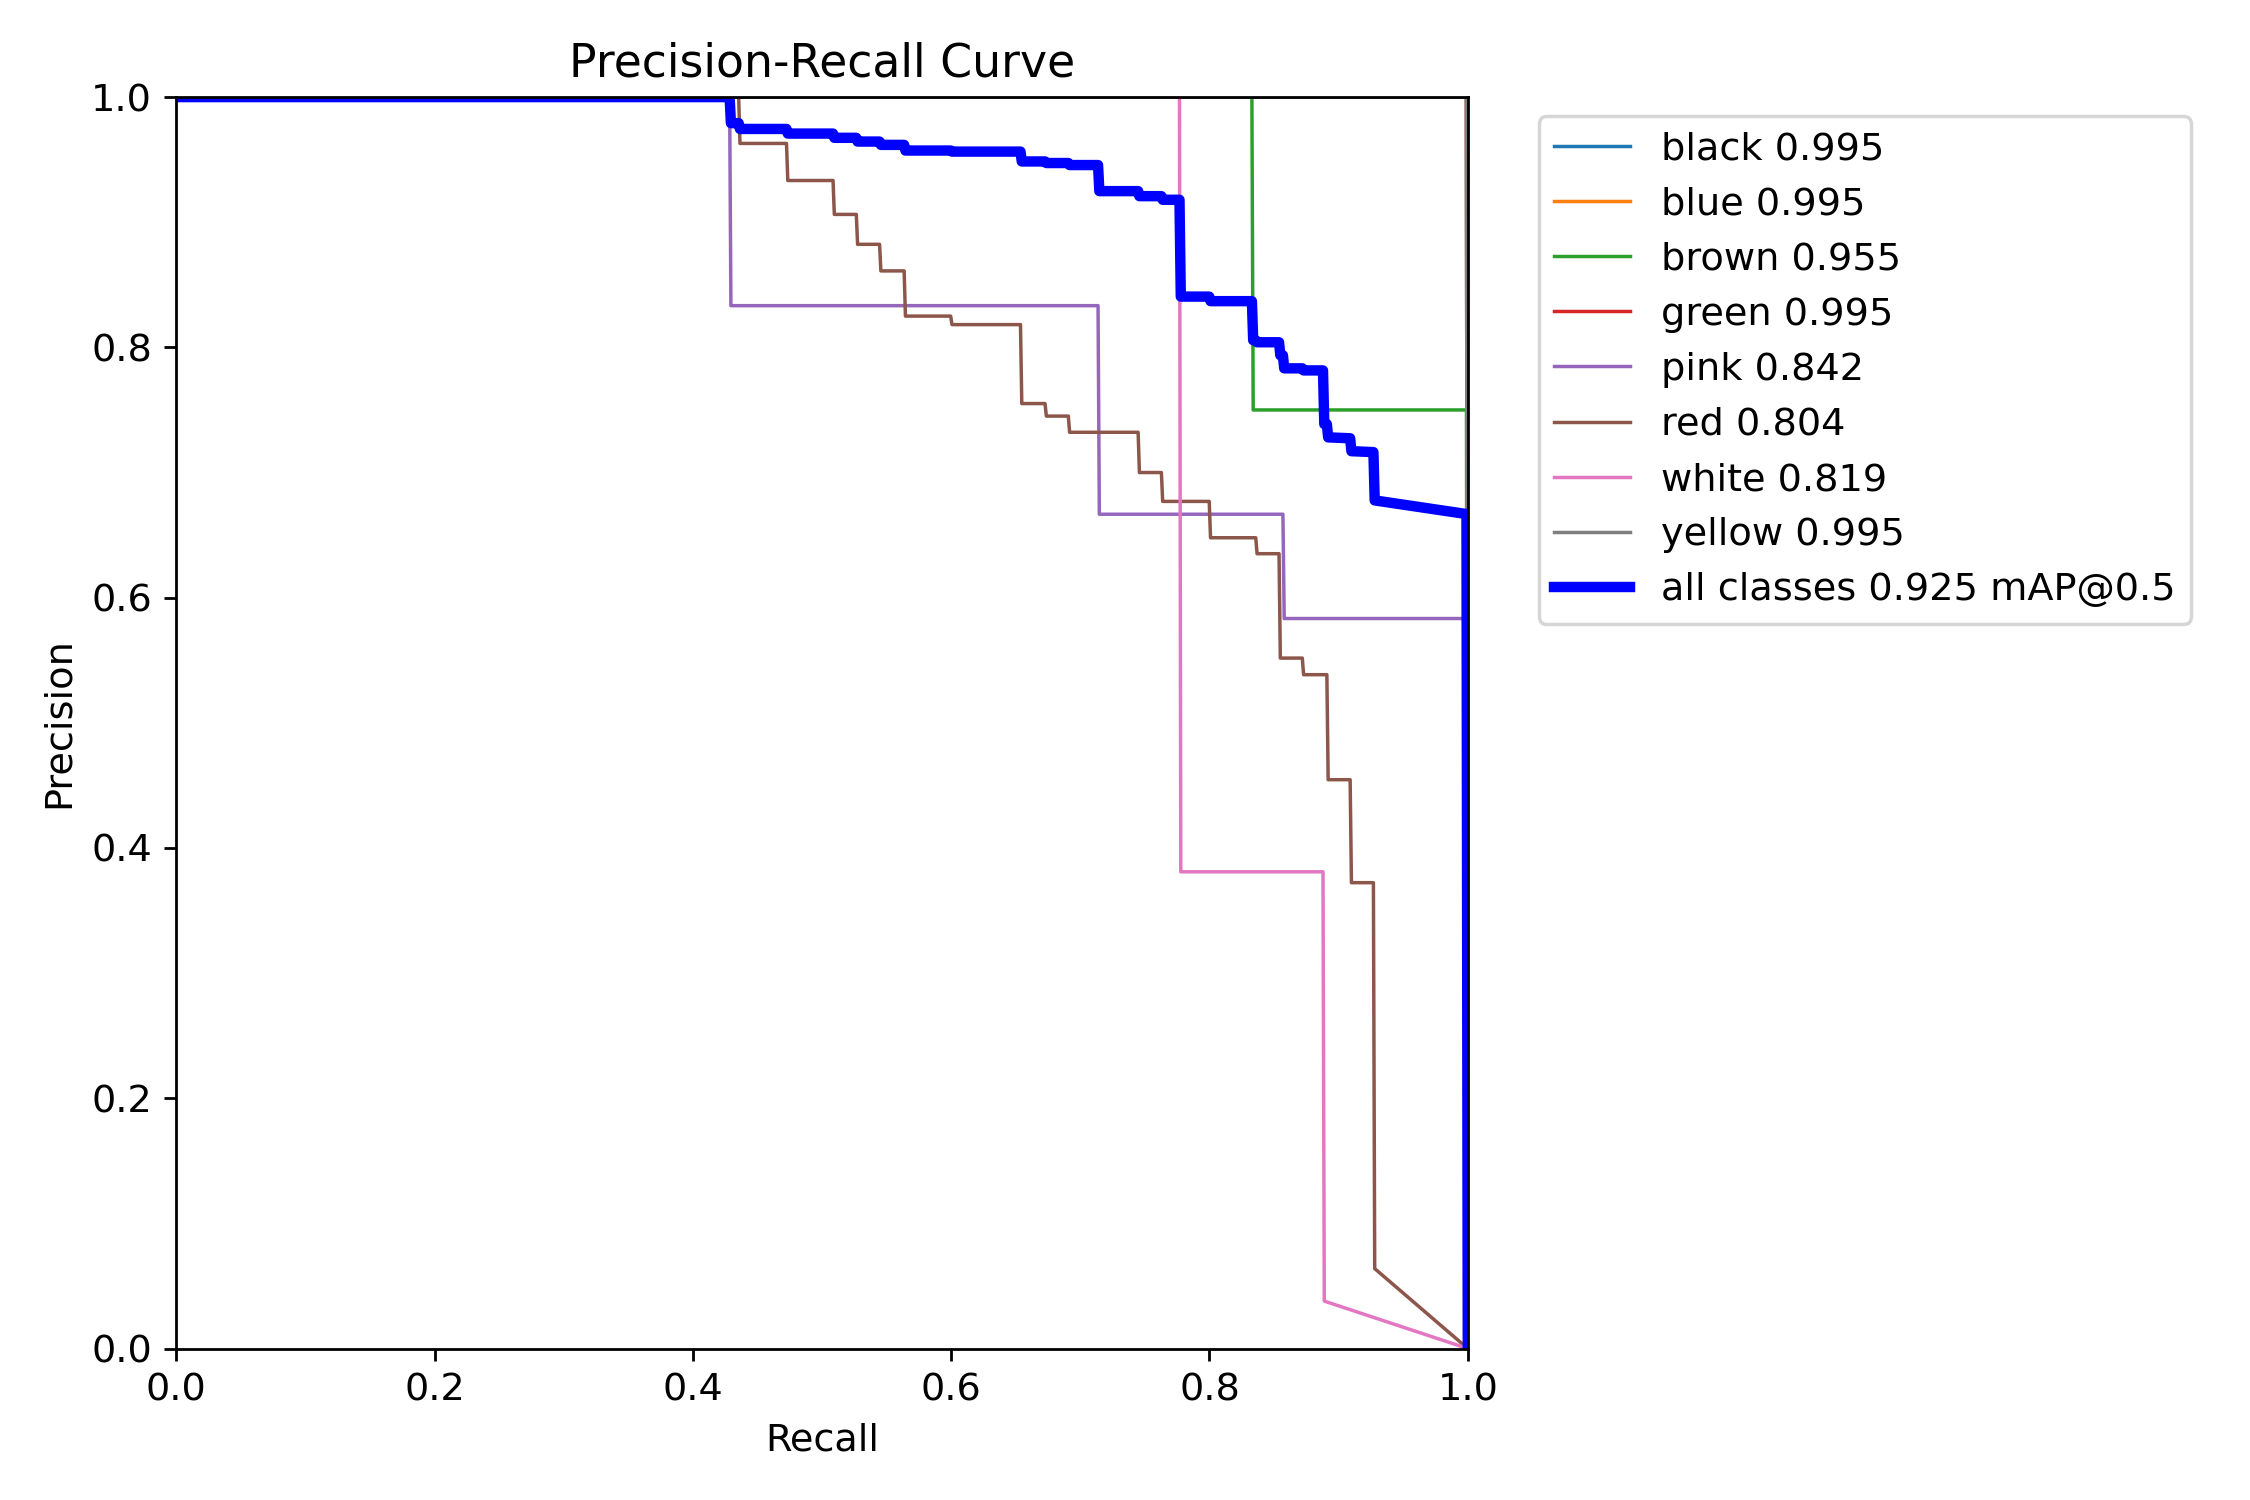 Precision-Recall Curve
1.0
0.8
0.6
0.4
0.2
0.0
Precision
0.0 0.2 0.4 0.6 0.8 1.0
Recall
black 0.995
blue 0.995
brown 0.955
green 0.995
pink 0.842
red 0.804
white 0.819
yellow 0.995
all classes 0.925 mAP@0.5